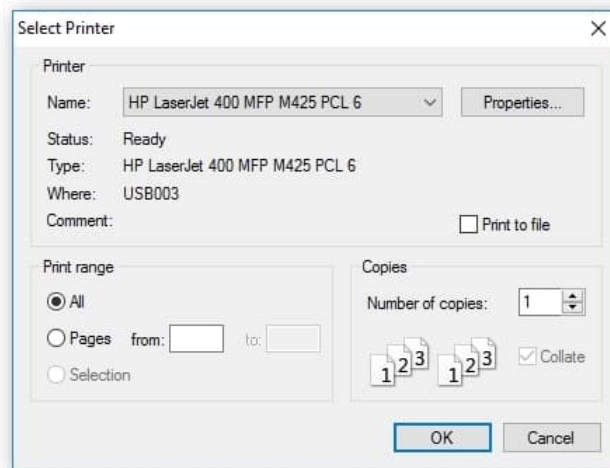 Select Printer
Printer
Name: HP LaserJet 400 MFP M425 PCL 6 Properties...
Status: Ready
Type: HP LaserJet 400 MFP M425 PCL 6
Where: USB003
Comment: Print to file
Print range
All
Pages from: to:
Selection
Copies
Number of copies: 1
1 2 3 1 2 3 Collate
OK Cancel